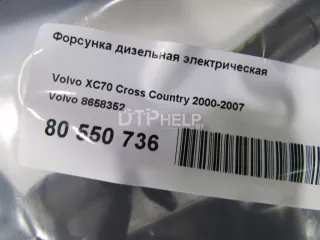 Форсунка дизельная электрическая
Volvo XC70 Cross Country 2000-2007
Volvo 8658352
DTPHELP
80 550 736